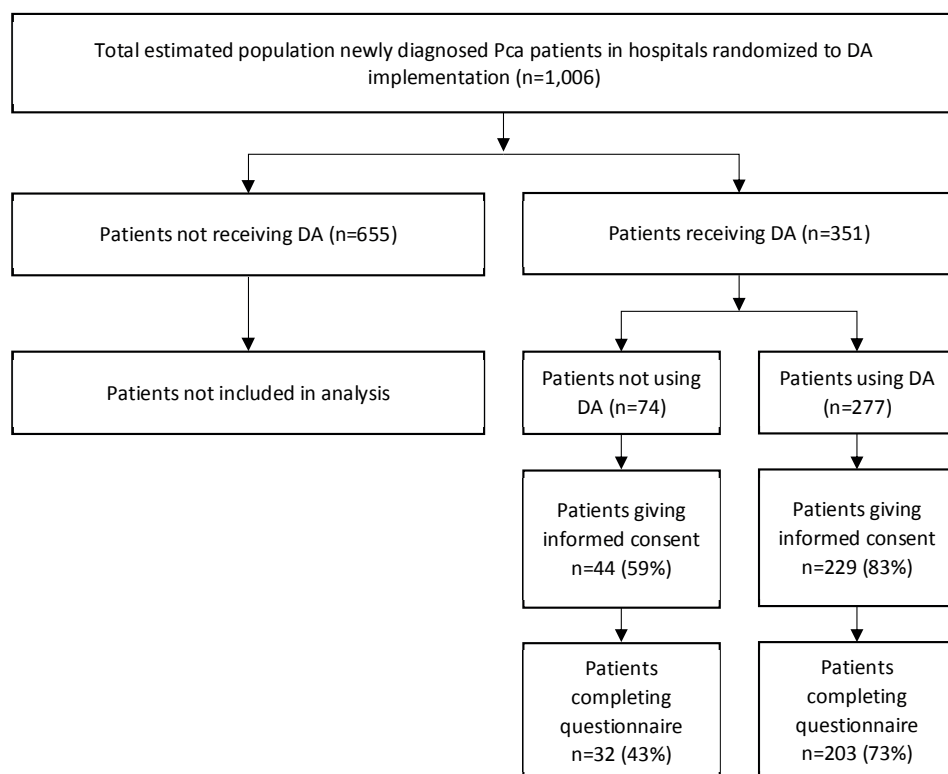 Total estimated population newly diagnosed Pca patients in hospitals randomized to DA
implementation (n=1,006)
Patients not receiving DA (n=655)
Patients receiving DA (n=351)
Patients not included in analysis
Patients not using
DA (n=74)
Patients using DA
(n=277)
Patients giving
informed consent
n=44 (59%)
Patients giving
informed consent
n=229 (83%)
Patients
completing
questionnaire
n=32 (43%)
Patients
completing
questionnaire
n=203 (73%)